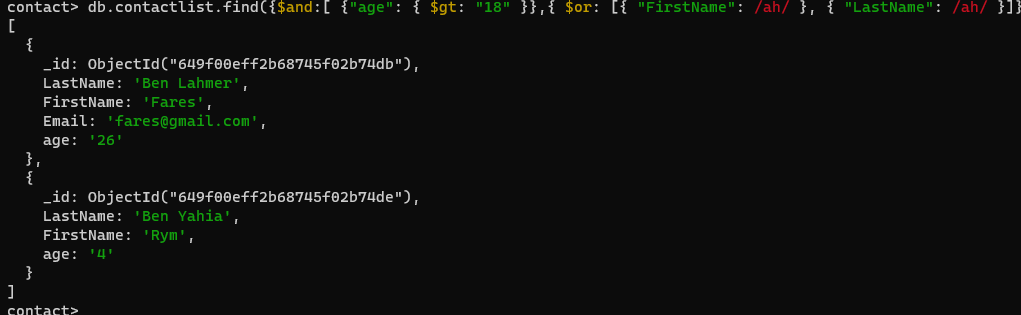 contact> db.contactlist.find({$and:[ {"age": { $gt: "18" }},{ $or: [{ "FirstName": /ah/ }, { "LastName": /ah/ }]}
[
  {
    _id: ObjectId("649f00eff2b68745f02b74db"),
    LastName: 'Ben Lahmer',
    FirstName: 'Fares',
    Email: 'fares@gmail.com',
    age: '26'
  },
  {
    _id: ObjectId("649f00eff2b68745f02b74de"),
    LastName: 'Ben Yahia',
    FirstName: 'Rym',
    age: '4'
  }
]
contact>